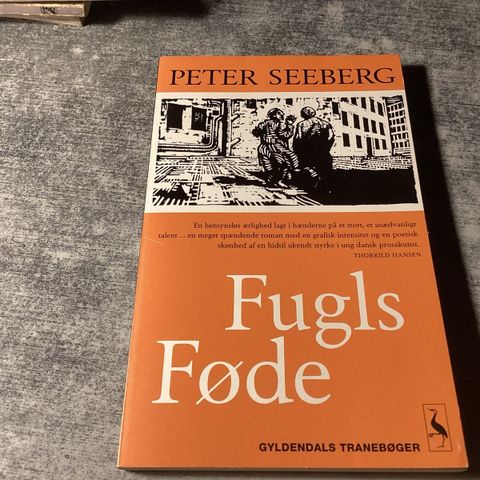 PETER SEEBERG
En hensynsløs ærlighed lagt i hænderne på et stort, et usædvanligt
talent ... en meget spændende roman med en grafisk intensitet og en poetisk
skønhed af en hidtil ukendt styrke i ung dansk prosakunst.
THORKILD HANSEN
Fugls
Føde
GYLDENDALS TRANEBØGER